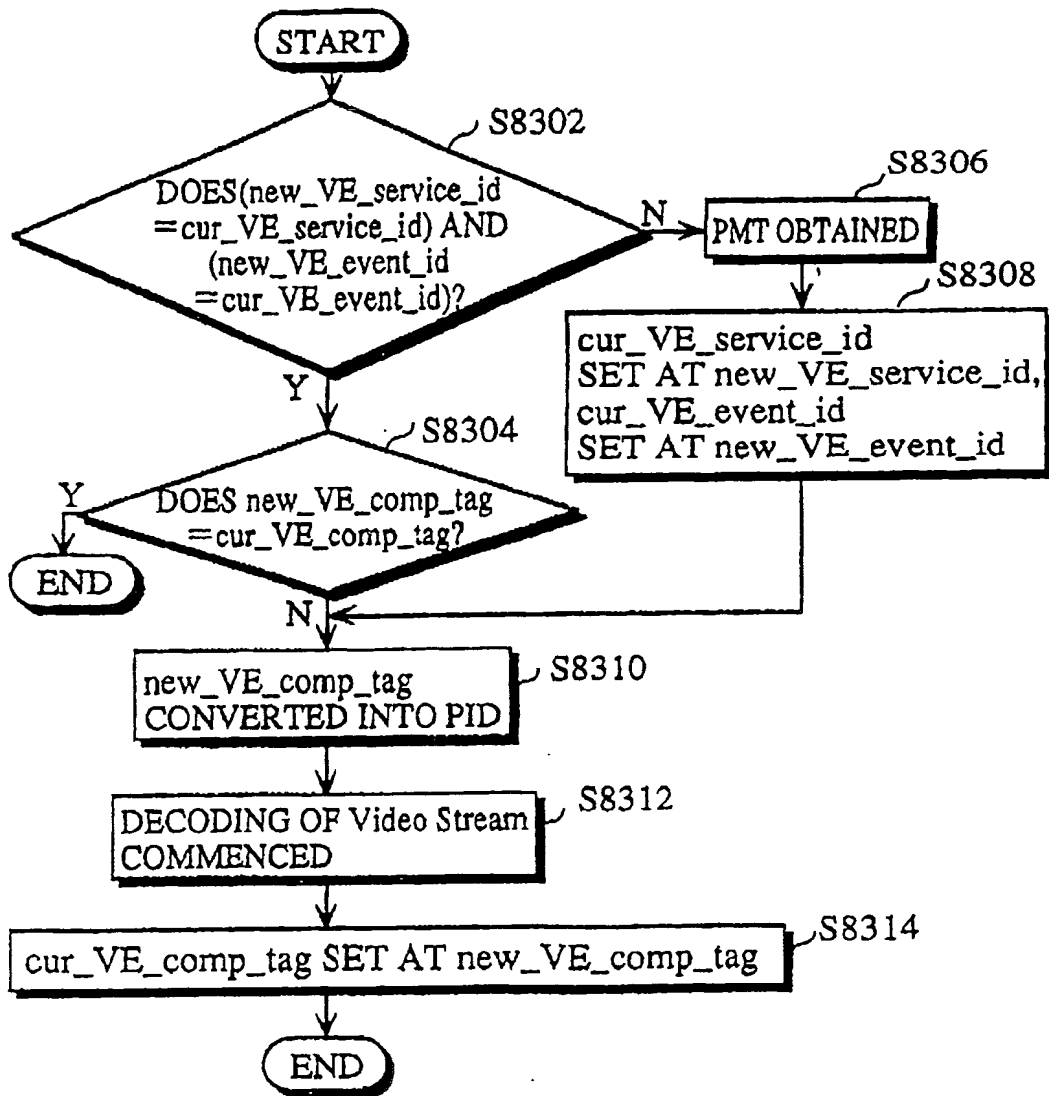 START
S8302
DOES(new_VE_service_id
=cur_VE_service_id) AND
(new_VE_event_id
=cur_VE_event_id)?
N
S8306
PMT OBTAINED
S8308
cur_VE_service_id
SET AT new_VE_service_id,
cur_VE_event_id
SET AT new_VE_event_id
Y
S8304
DOES new_VE_comp_tag
=cur_VE_comp_tag?
Y
END
N
S8310
new_VE_comp_tag
CONVERTED INTO PID
S8312
DECODING OF Video Stream
COMMENCED
S8314
cur_VE_comp_tag SET AT new_VE_comp_tag
END